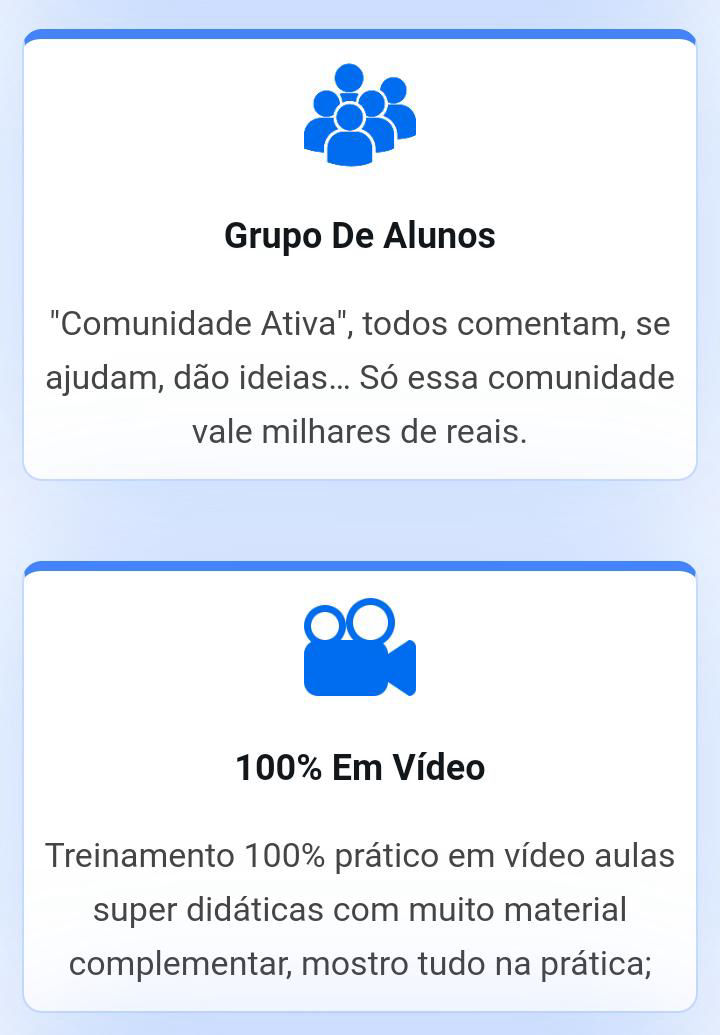 Grupo De Alunos
"Comunidade Ativa", todos comentam, se
ajudam, dão ideias... Só essa comunidade
vale milhares de reais.
100% Em Vídeo
Treinamento 100% prático em vídeo aulas
super didáticas com muito material
complementar, mostro tudo na prática;